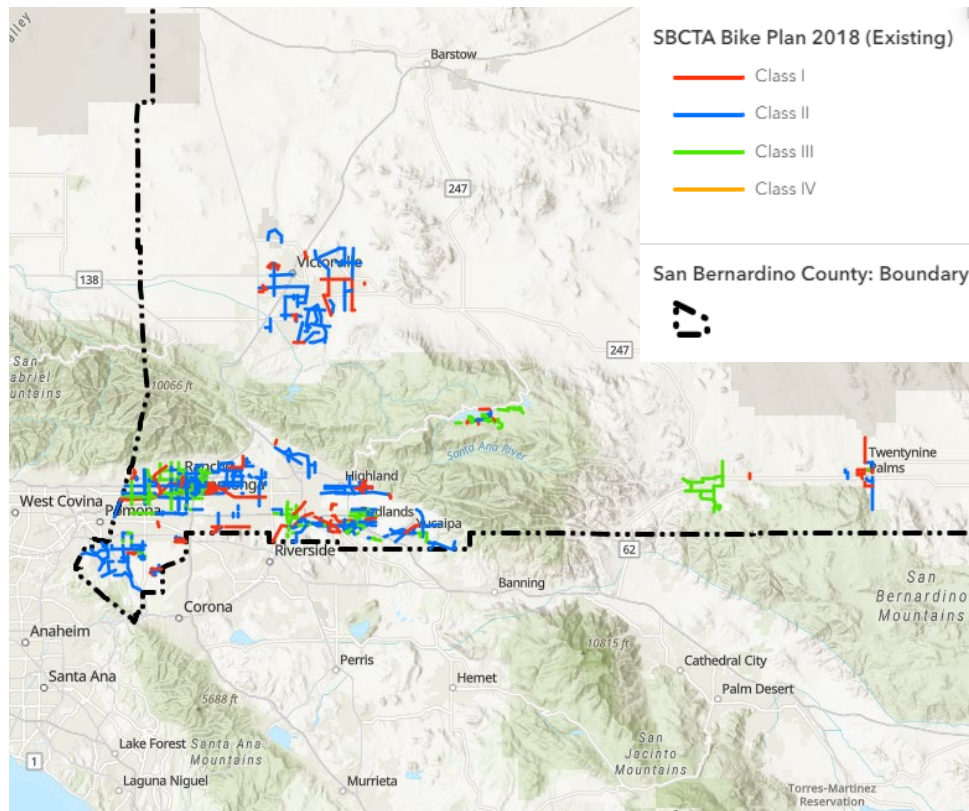 alley
Barstow
SBCTA Bike Plan 2018 (Existing)
Class I
Class II
Class III
Class IV
San Bernardino County: Boundary
247
138
Victorville
247
San
abriel
untains
10066 ft
Santa Ana River
Highland
Twentynine
Palms
West Covina
Pomona
Yucaipa
Riverside
62
Banning
San
Bernardino
Mountains
Corona
Anaheim
10815 ft
Perris
Cathedral City
Santa Ana
Hemet
Palm Desert
5688 ft
Lake Forest
Santa Ana
Mountains
San
Jacinto
Mountains
1
Laguna Niguel
Murrieta
Torres-Martinez
Reservation